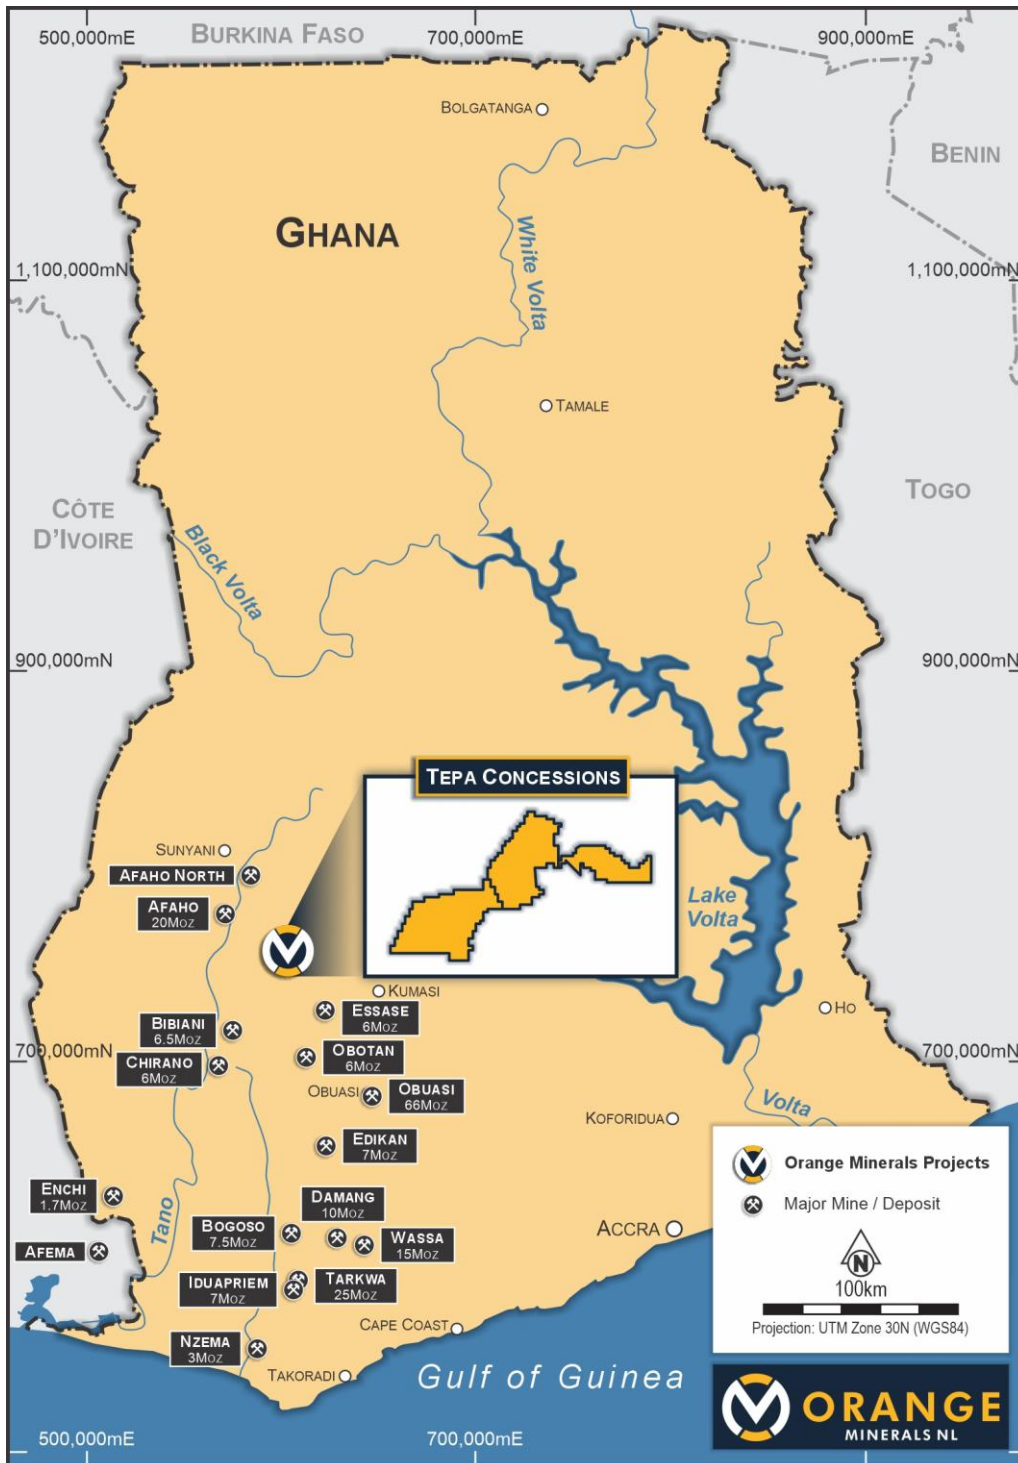 500,000mE
700,000mE
900,000mE
BURKINA FASO
BOLGATANGA
BENIN
GHANA
White Volta
1,100,000mN
1,100,000mN
TAMALE
CÔTE
D'IVOIRE
TOGO
Black Volta
900,000mN
900,000mN
TEPA CONCESSIONS
SUNYANI
AFAHO NORTH
AFAHO
20MOZ
Lake
Volta
KUMASI
ESSASE
6MOZ
HO
BIBIANI
6.5MOZ
OBOTAN
6MOZ
700,000mN
700,000mN
CHIRANO
6MOZ
OBUASI
OBUASI
66MOZ
Volta
KOFORIDUA
EDIKAN
7MOZ
ENCHI
1.7MOZ
Tano
DAMANG
10MOZ
BOGOSO
7.5MOZ
WASSA
15MOZ
ACCRA
AFEMA
IDUAPRIEM
7MOZ
TARKWA
25MOZ
CAPE COAST
NZEMA
3MOZ
TAKORADI
Gulf of Guinea
Orange Minerals Projects
Major Mine / Deposit
N
100km
Projection: UTM Zone 30N (WGS84)
ORANGE
MINERALS NL
500,000mE
700,000mE